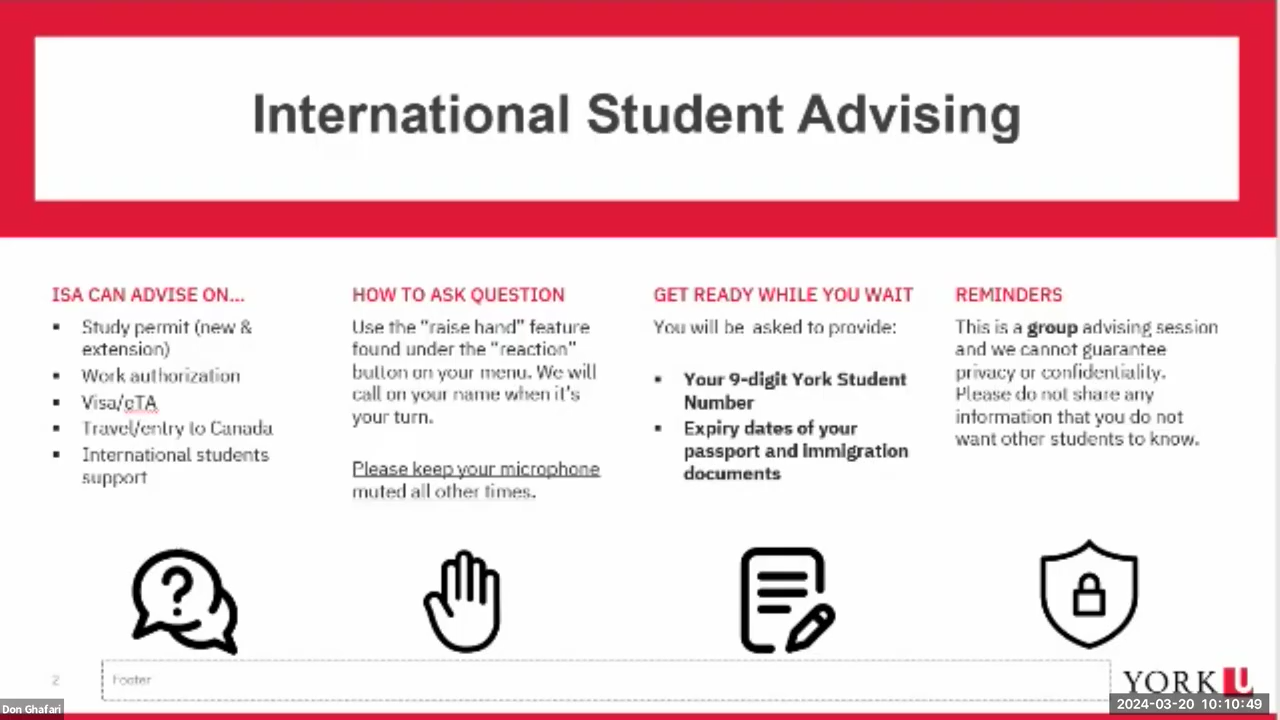 International Student Advising
ISA CAN ADVISE ON...
▪ Study permit (new &
extension)
▪ Work authorization
▪ Visa/eTA
▪ Travel/entry to Canada
▪ International students
support
HOW TO ASK QUESTION
Use the “raise hand” feature
found under the “reaction”
button on your menu. We will
call on your name when it’s
your turn.
Please keep your microphone
muted all other times.
GET READY WHILE YOU WAIT
You will be asked to provide:
▪ Your 9-digit York Student
Number
▪ Expiry dates of your
passport and immigration
documents
REMINDERS
This is a group advising session
and we cannot guarantee
privacy or confidentiality.
Please do not share any
information that you do not
want other students to know.
2
Footer
YORK U
Don Ghafari
2024-03-20 10:10:49